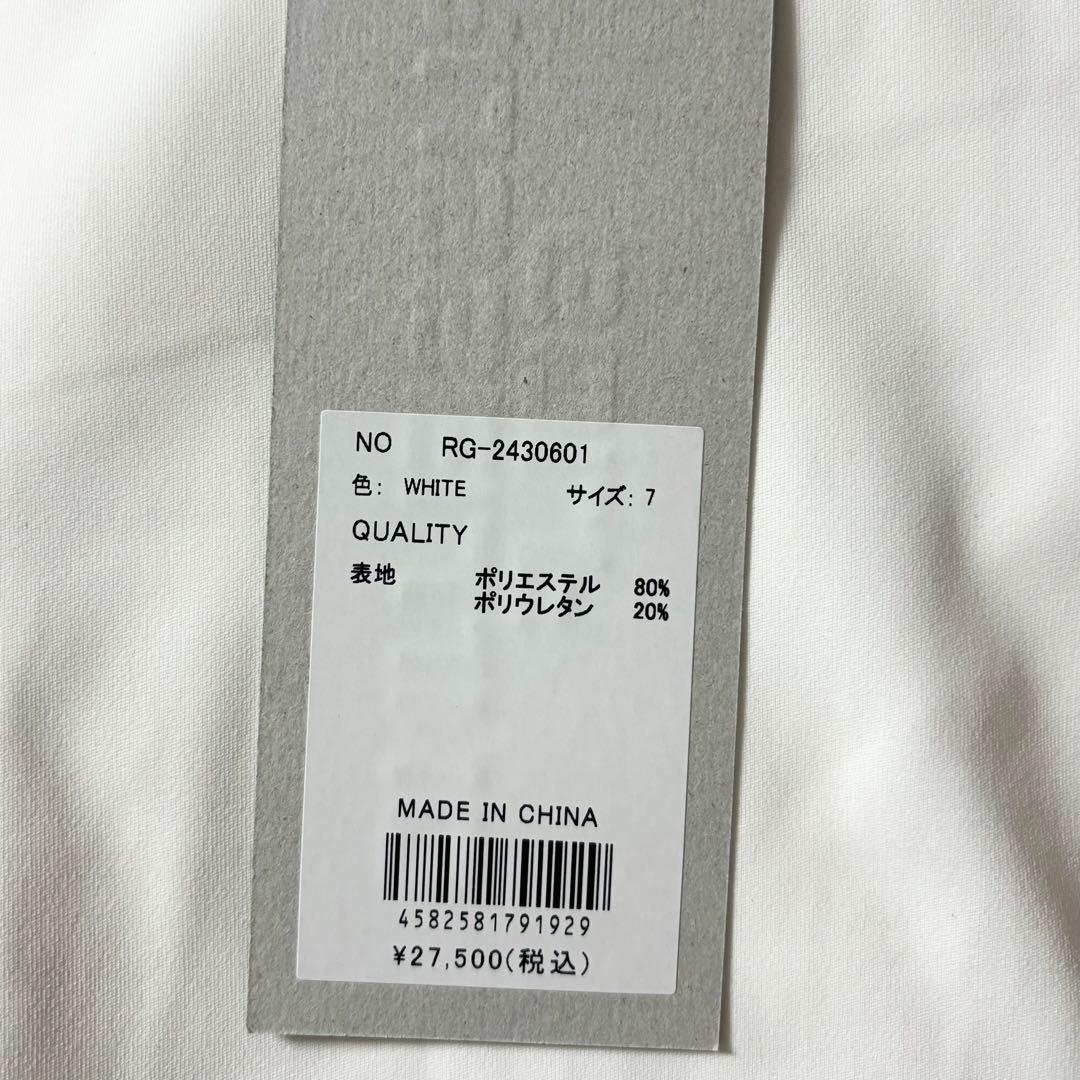 NO RG-2430601
色: WHITE サイズ: 7
QUALITY
表地 ポリエステル 80%
ポリウレタン 20%
MADE IN CHINA
4582581791929
¥27,500(税込)